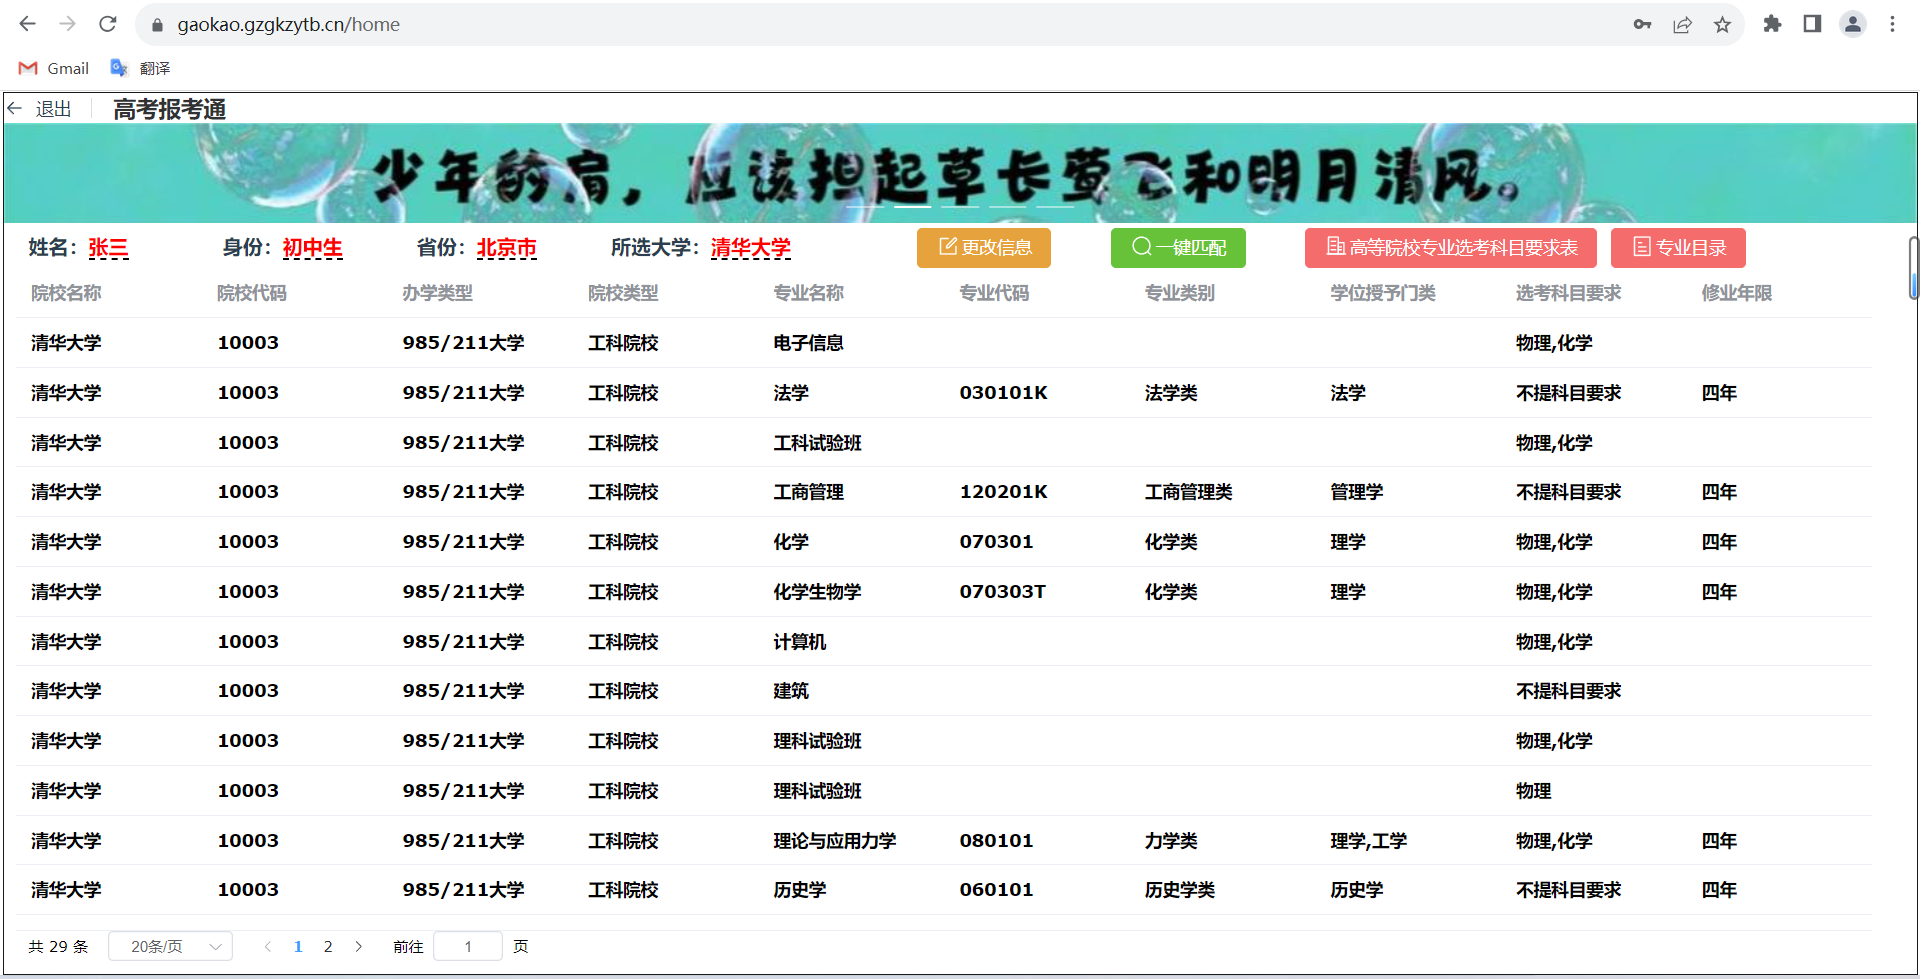 gaokao.gzgkzytb.cn/home
Gmail 翻译
退出 高考报考通
少年的肩，应该担起草长莺飞和明月清风。
姓名：张三 身份：初中生 省份：北京市 所选大学：清华大学 更改信息 一键匹配 高等院校专业选考科目要求表 专业目录
院校名称 院校代码 办学类型 院校类型 专业名称 专业代码 专业类别 学位授予门类 选考科目要求 修业年限
清华大学 10003 985/211大学 工科院校 电子信息 物理,化学
清华大学 10003 985/211大学 工科院校 法学 030101K 法学类 法学 不提科目要求 四年
清华大学 10003 985/211大学 工科院校 工科试验班 物理,化学
清华大学 10003 985/211大学 工科院校 工商管理 120201K 工商管理类 管理学 不提科目要求 四年
清华大学 10003 985/211大学 工科院校 化学 070301 化学类 理学 物理,化学 四年
清华大学 10003 985/211大学 工科院校 化学生物学 070303T 化学类 理学 物理,化学 四年
清华大学 10003 985/211大学 工科院校 计算机 物理,化学
清华大学 10003 985/211大学 工科院校 建筑 不提科目要求
清华大学 10003 985/211大学 工科院校 理科试验班 物理,化学
清华大学 10003 985/211大学 工科院校 理科试验班 物理
清华大学 10003 985/211大学 工科院校 理论与应用力学 080101 力学类 理学,工学 物理,化学 四年
清华大学 10003 985/211大学 工科院校 历史学 060101 历史学类 历史学 不提科目要求 四年
共 29 条 20条/页 1 2 前往 1 页